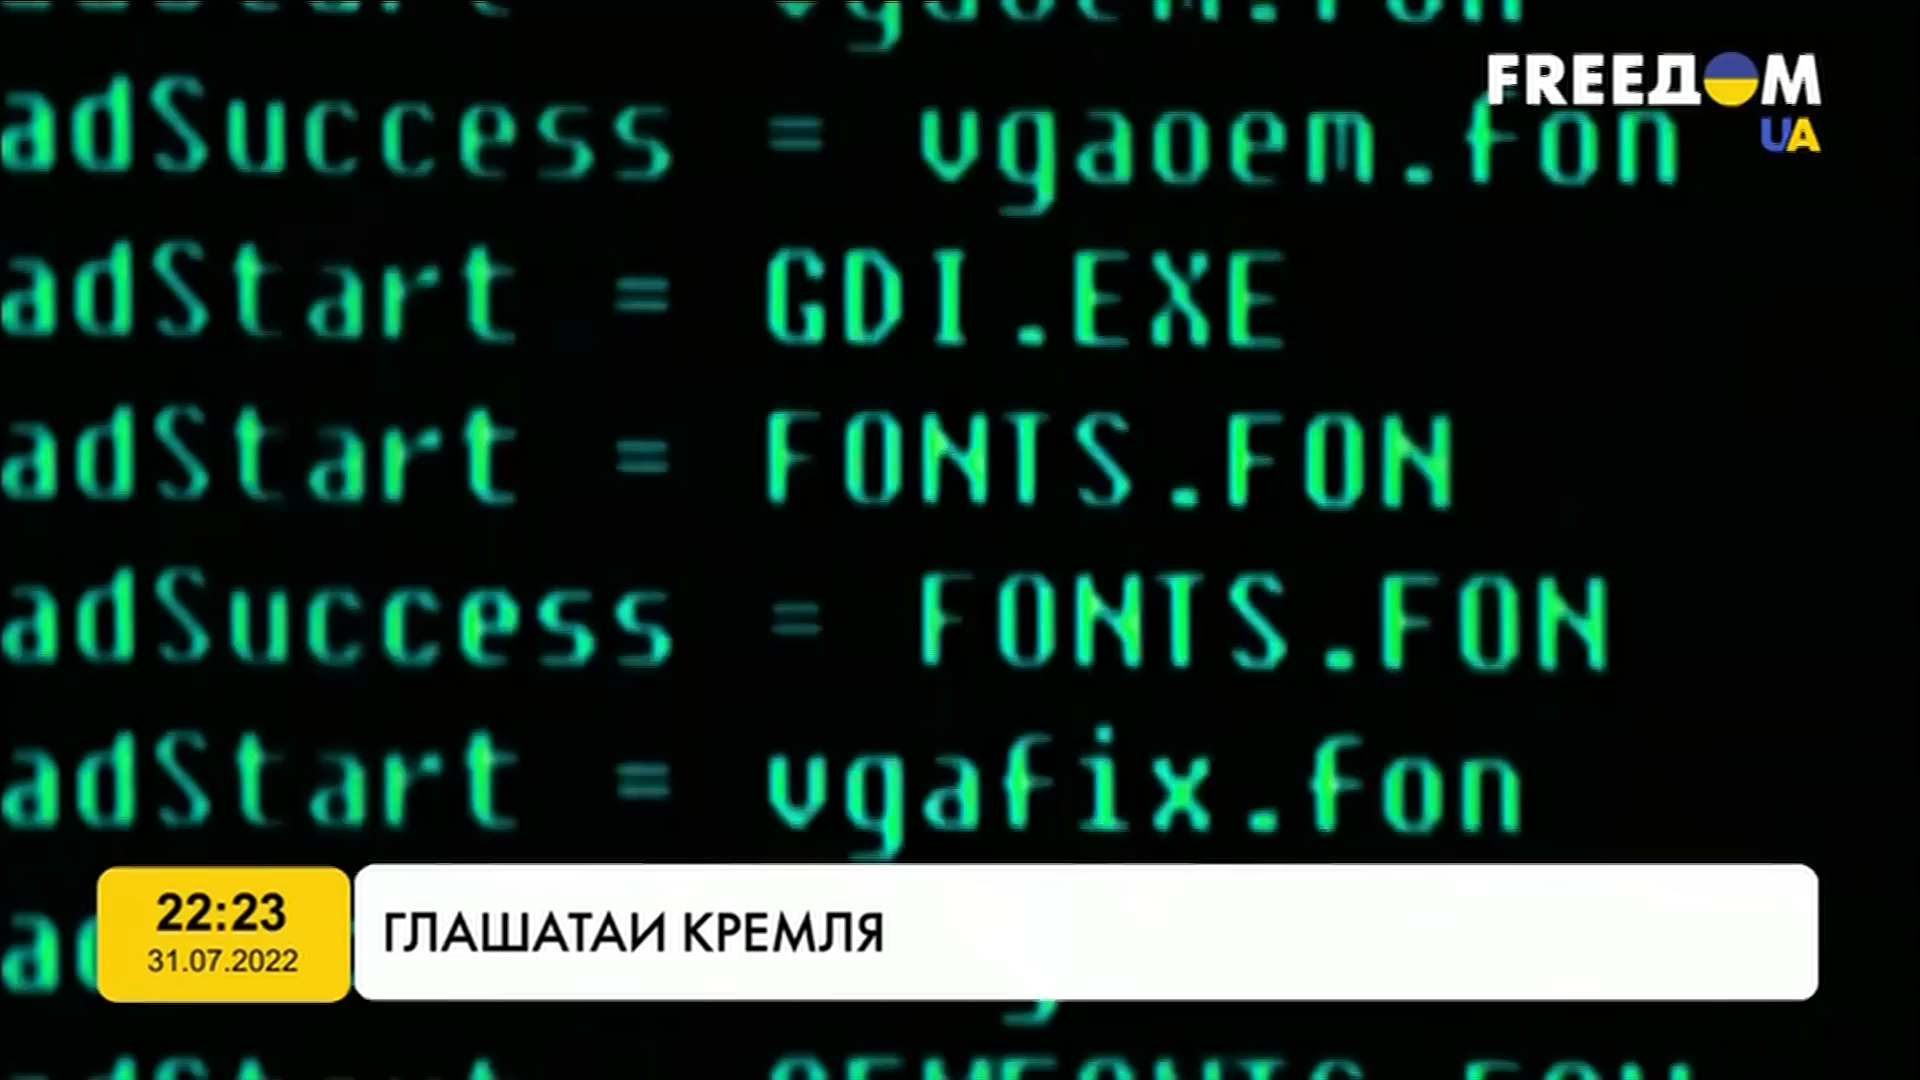 FREEДOM
UA
adSuccess = vgaoem.fon
adStart = GDI.EXE
adStart = FONTS.FON
adSuccess = FONTS.FON
adStart = vgafix.fon
22:23
31.07.2022
ГЛАШАТАИ КРЕМЛЯ